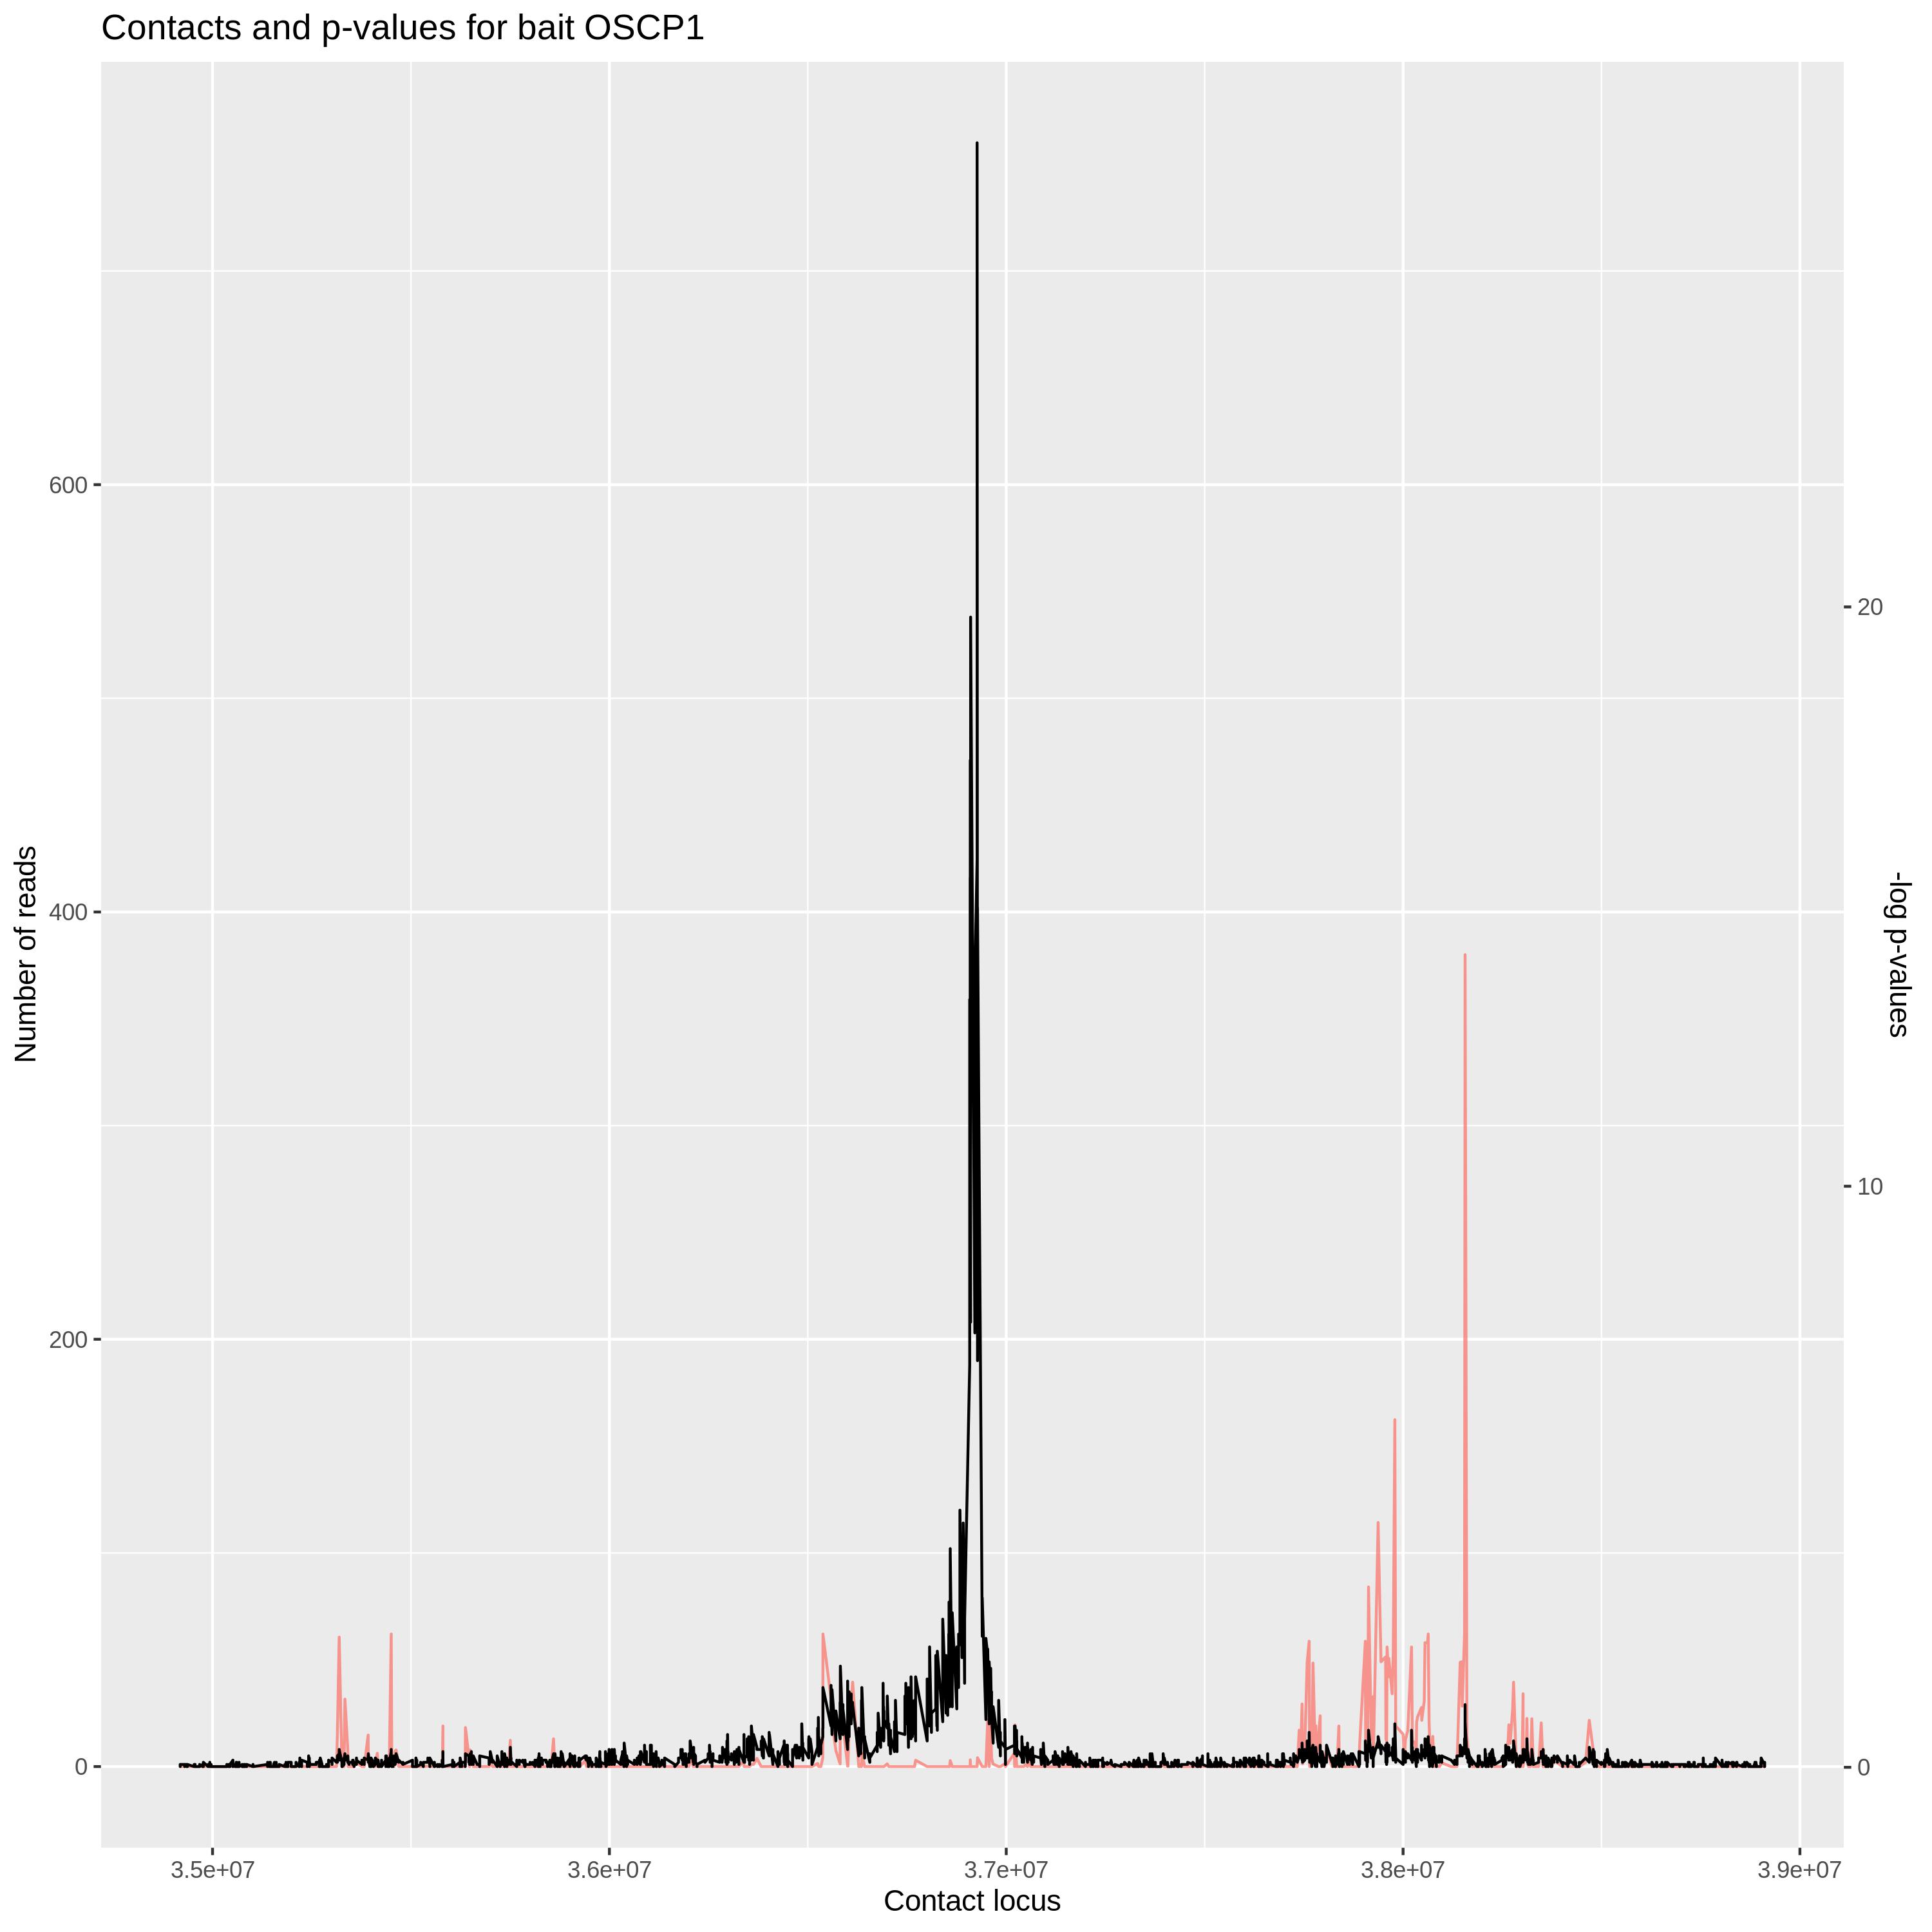 Contacts and p-values for bait OSCP1
Number of reads
600
400
200
0
20
10
0
-log p-values
3.5e+07 3.6e+07 3.7e+07 3.8e+07 3.9e+07
Contact locus